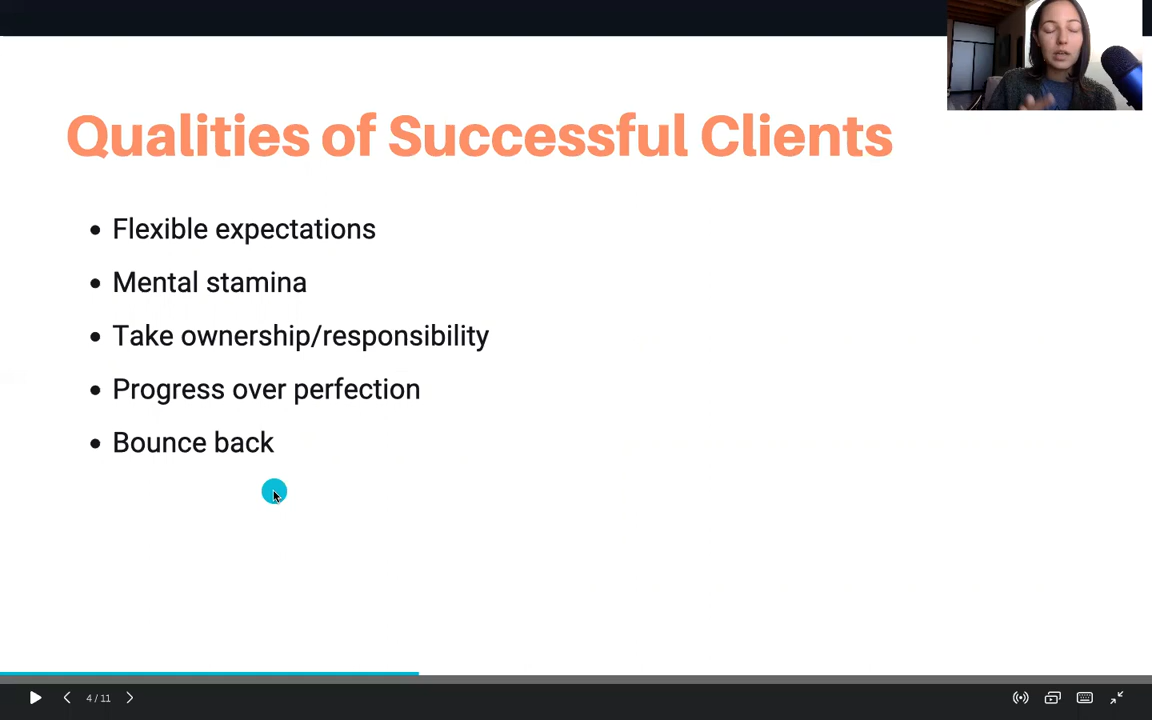 Qualities of Successful Clients
Flexible expectations
Mental stamina
Take ownership/responsibility
Progress over perfection
Bounce back
4 / 11